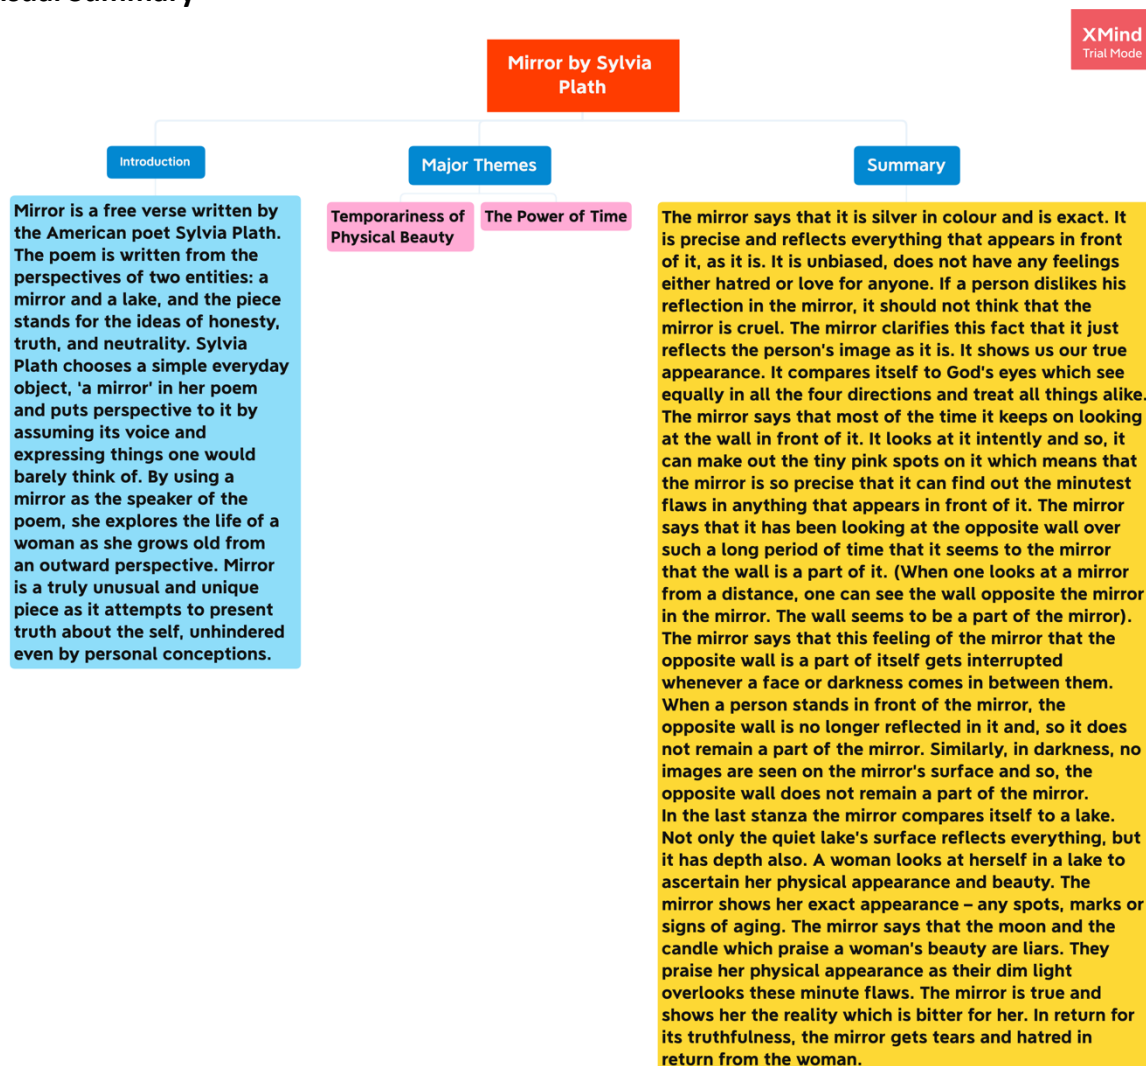 XMind
Trial Mode
Mirror by Sylvia
Plath
Introduction
Major Themes
Summary
Mirror is a free verse written by
the American poet Sylvia Plath.
The poem is written from the
perspectives of two entities: a
mirror and a lake, and the piece
stands for the ideas of honesty,
truth, and neutrality. Sylvia
Plath chooses a simple everyday
object, ‘a mirror’ in her poem
and puts perspective to it by
assuming its voice and
expressing things one would
barely think of. By using a
mirror as the speaker of the
poem, she explores the life of a
woman as she grows old from
an outward perspective. Mirror
is a truly unusual and unique
piece as it attempts to present
truth about the self, unhindered
even by personal conceptions.
Temporariness of
Physical Beauty
The Power of Time
The mirror says that it is silver in colour and is exact. It
is precise and reflects everything that appears in front
of it, as it is. It is unbiased, does not have any feelings
either hatred or love for anyone. If a person dislikes his
reflection in the mirror, it should not think that the
mirror is cruel. The mirror clarifies this fact that it just
reflects the person’s image as it is. It shows us our true
appearance. It compares itself to God’s eyes which see
equally in all the four directions and treat all things alike.
The mirror says that most of the time it keeps on looking
at the wall in front of it. It looks at it intently and so, it
can make out the tiny pink spots on it which means that
the mirror is so precise that it can find out the minutest
flaws in anything that appears in front of it. The mirror
says that it has been looking at the opposite wall over
such a long period of time that it seems to the mirror
that the wall is a part of it. (When one looks at a mirror
from a distance, one can see the wall opposite the mirror
in the mirror. The wall seems to be a part of the mirror).
The mirror says that this feeling of the mirror that the
opposite wall is a part of itself gets interrupted
whenever a face or darkness comes in between them.
When a person stands in front of the mirror, the
opposite wall is no longer reflected in it and, so it does
not remain a part of the mirror. Similarly, in darkness, no
images are seen on the mirror’s surface and so, the
opposite wall does not remain a part of the mirror.
In the last stanza the mirror compares itself to a lake.
Not only the quiet lake’s surface reflects everything, but
it has depth also. A woman looks at herself in a lake to
ascertain her physical appearance and beauty. The
mirror shows her exact appearance – any spots, marks or
signs of aging. The mirror says that the moon and the
candle which praise a woman’s beauty are liars. They
praise her physical appearance as their dim light
overlooks these minute flaws. The mirror is true and
shows her the reality which is bitter for her. In return for
its truthfulness, the mirror gets tears and hatred in
return from the woman.